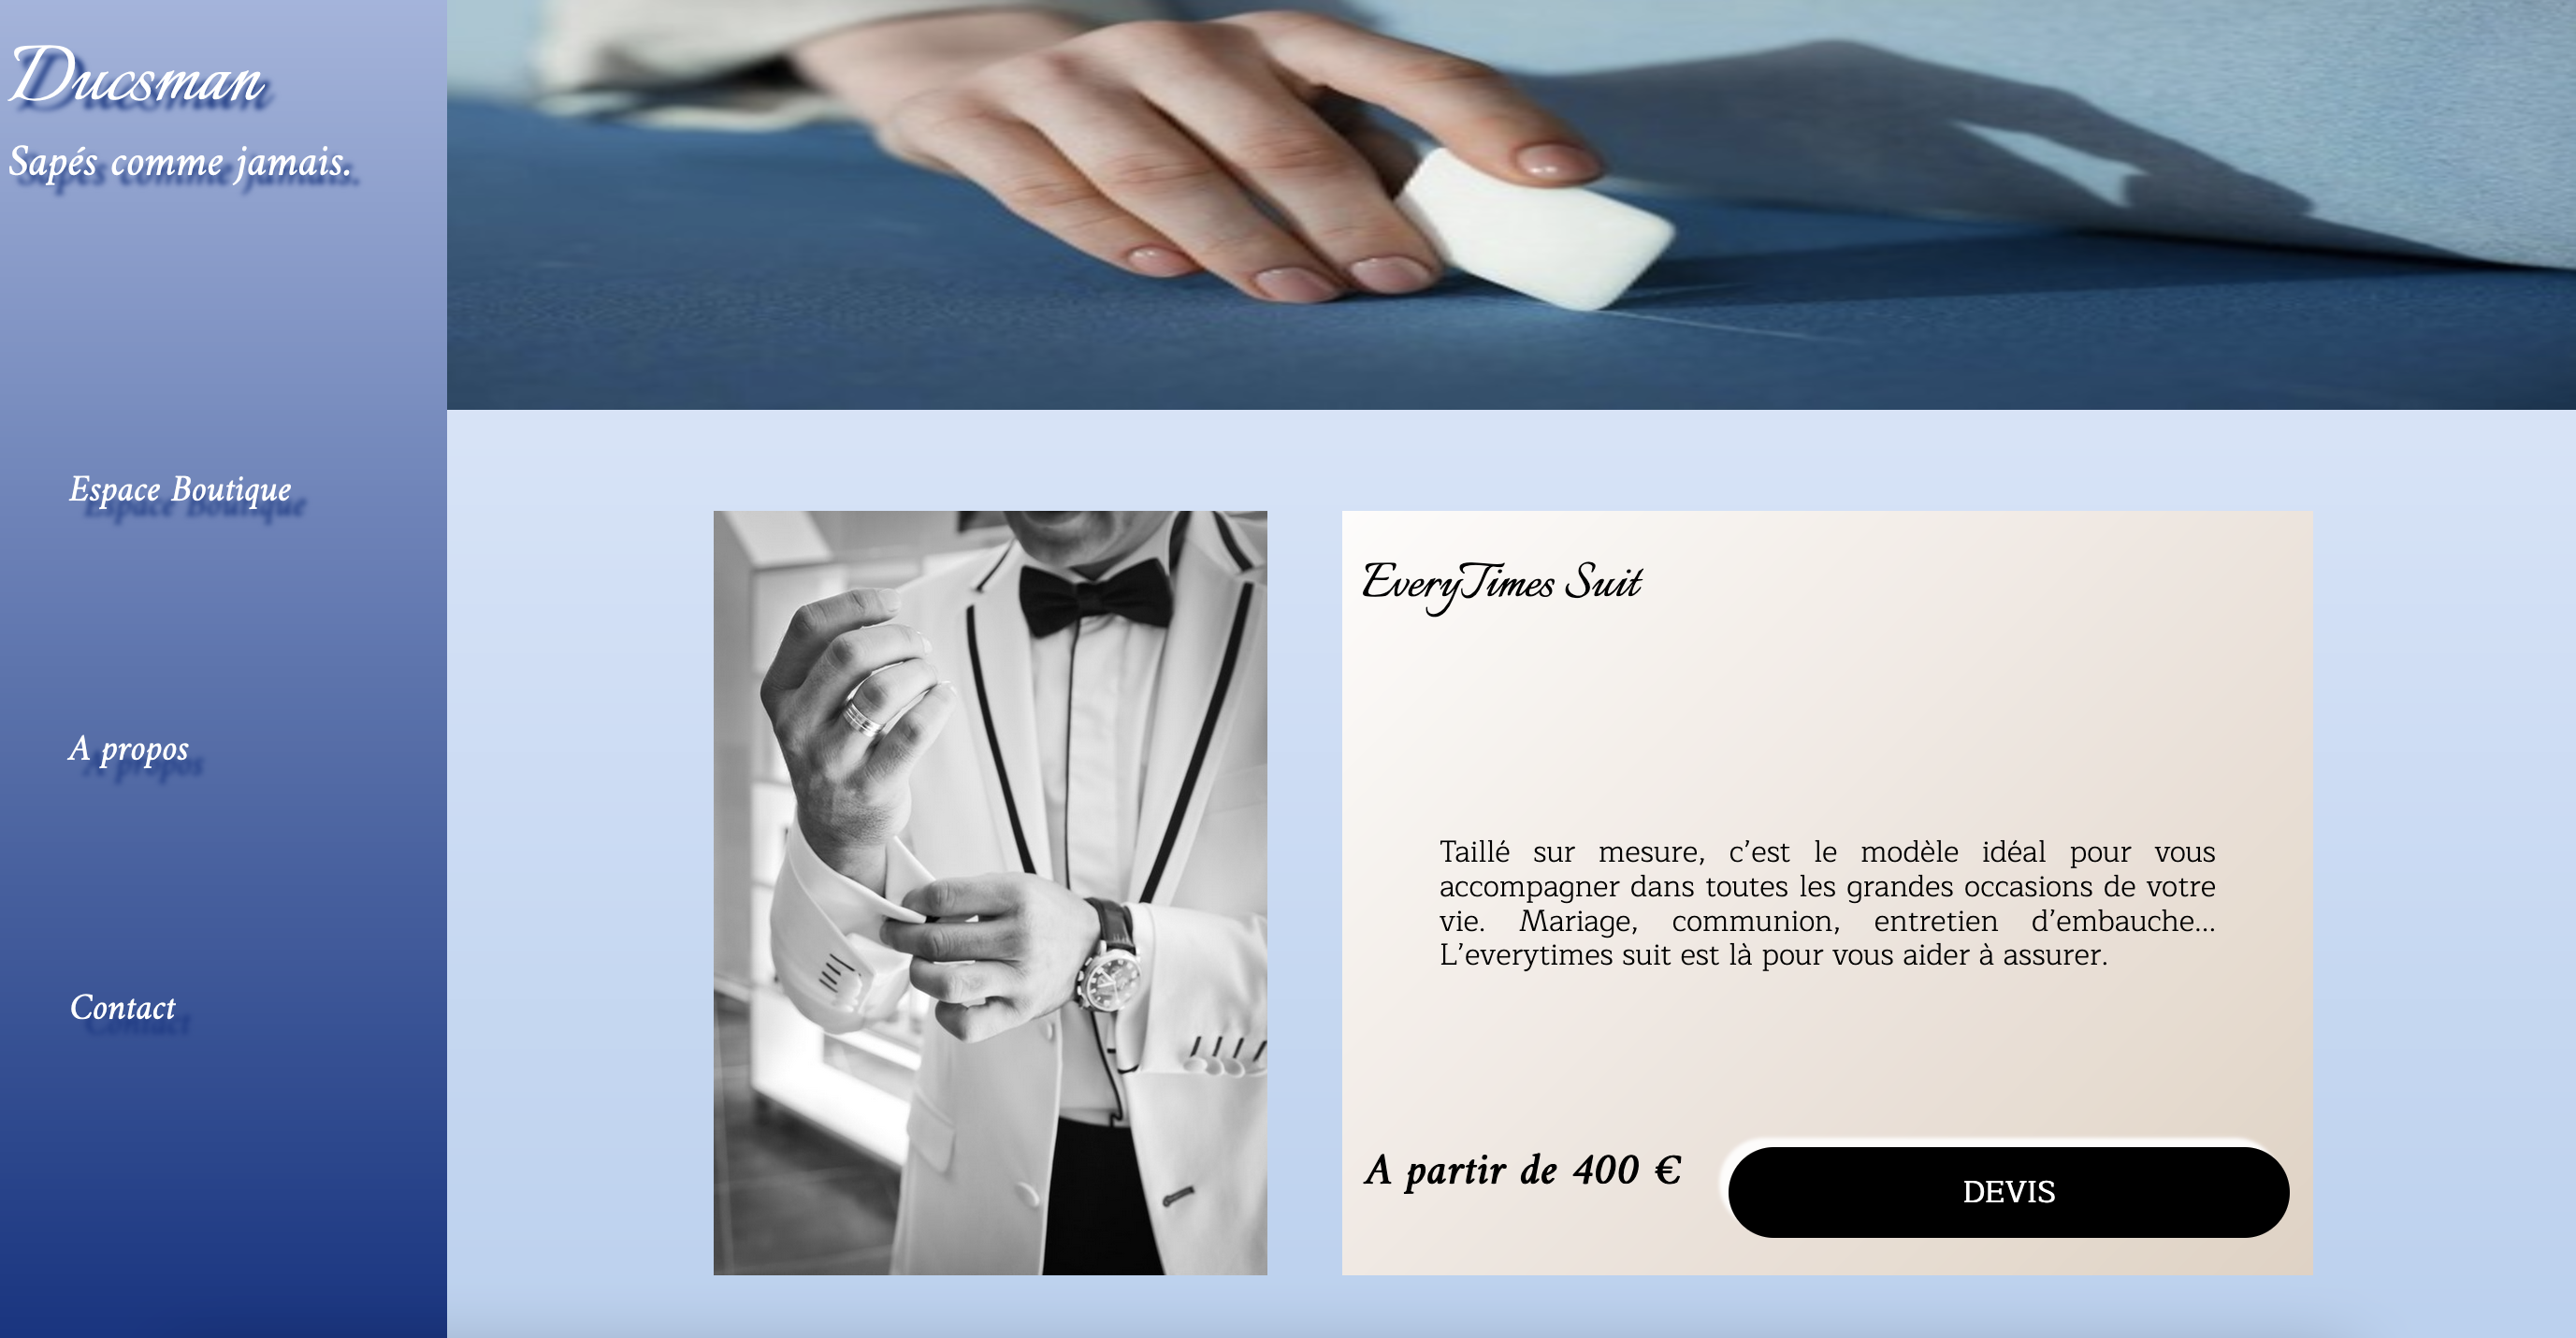 Ducsman
Sapés comme jamais.
Espace Boutique
A propos
Contact
EveryTimes Suit
Taillé sur mesure, c’est le modèle idéal pour vous
accompagner dans toutes les grandes occasions de votre
vie. Mariage, communion, entretien d’embauche...
L’everytimes suit est là pour vous aider à assurer.
A partir de 400 €
DEVIS